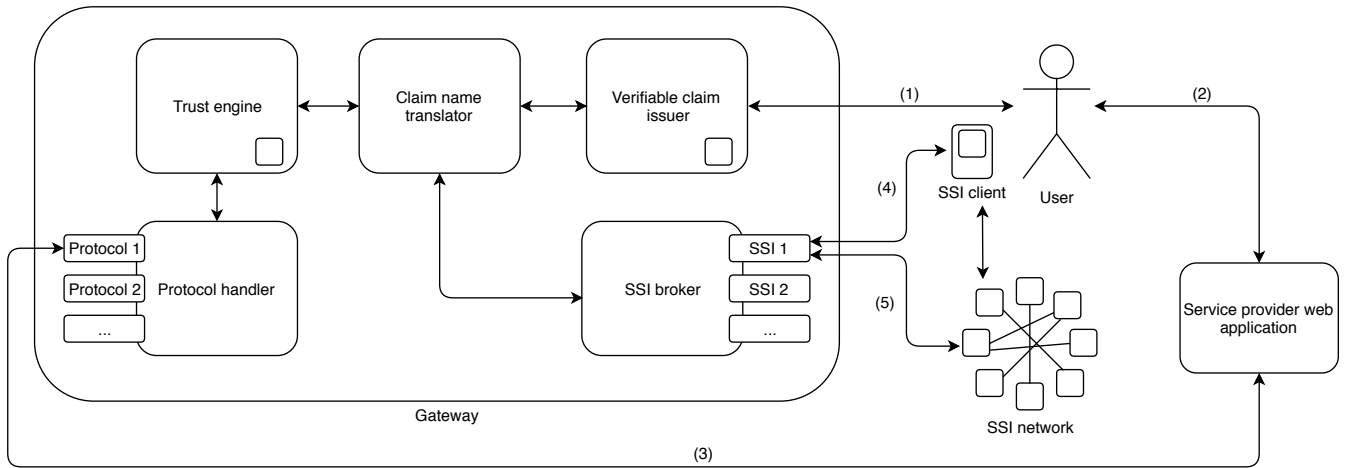 Trust engine
Claim name
translator
Verifiable claim
issuer
(1)
(2)
(4)
SSI client
User
Protocol 1
Protocol 2
...
Protocol handler
SSI broker
SSI 1
SSI 2
...
(5)
Service provider web
application
Gateway
SSI network
(3)